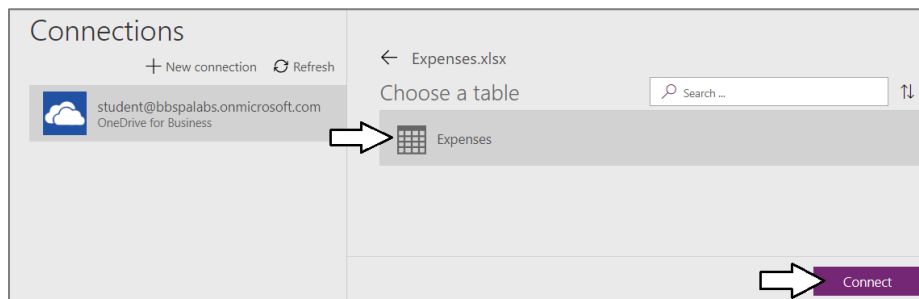 Connections
New connection
Refresh
student@bbspalabs.onmicrosoft.com
OneDrive for Business
Expenses.xlsx
Choose a table
Search ...
Expenses
Connect